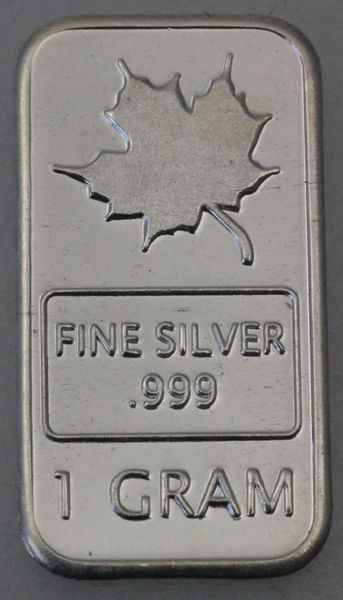 FINE SILVER
.999
1 GRAM